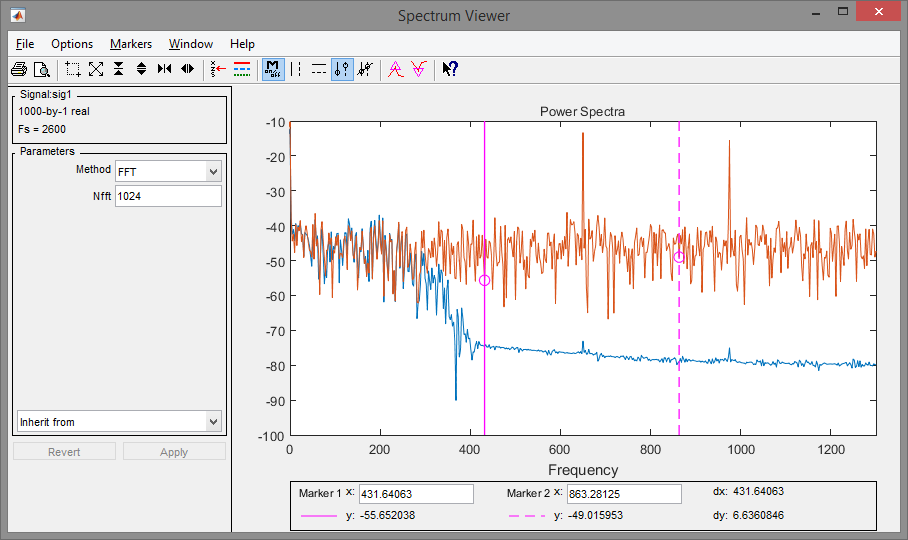 Spectrum Viewer
File Options Markers Window Help
Signal:sig1
1000-by-1 real
Fs = 2600
Parameters
Method FFT
Nfft 1024
Inherit from
Revert Apply
Power Spectra
-10
-20
-30
-40
-50
-60
-70
-80
-90
-100
0 200 400 600 800 1000 1200
Frequency
Marker 1 x: 431.64063 Marker 2 x: 863.28125 dx: 431.64063
y: -55.652038 y: -49.015953 dy: 6.6360846